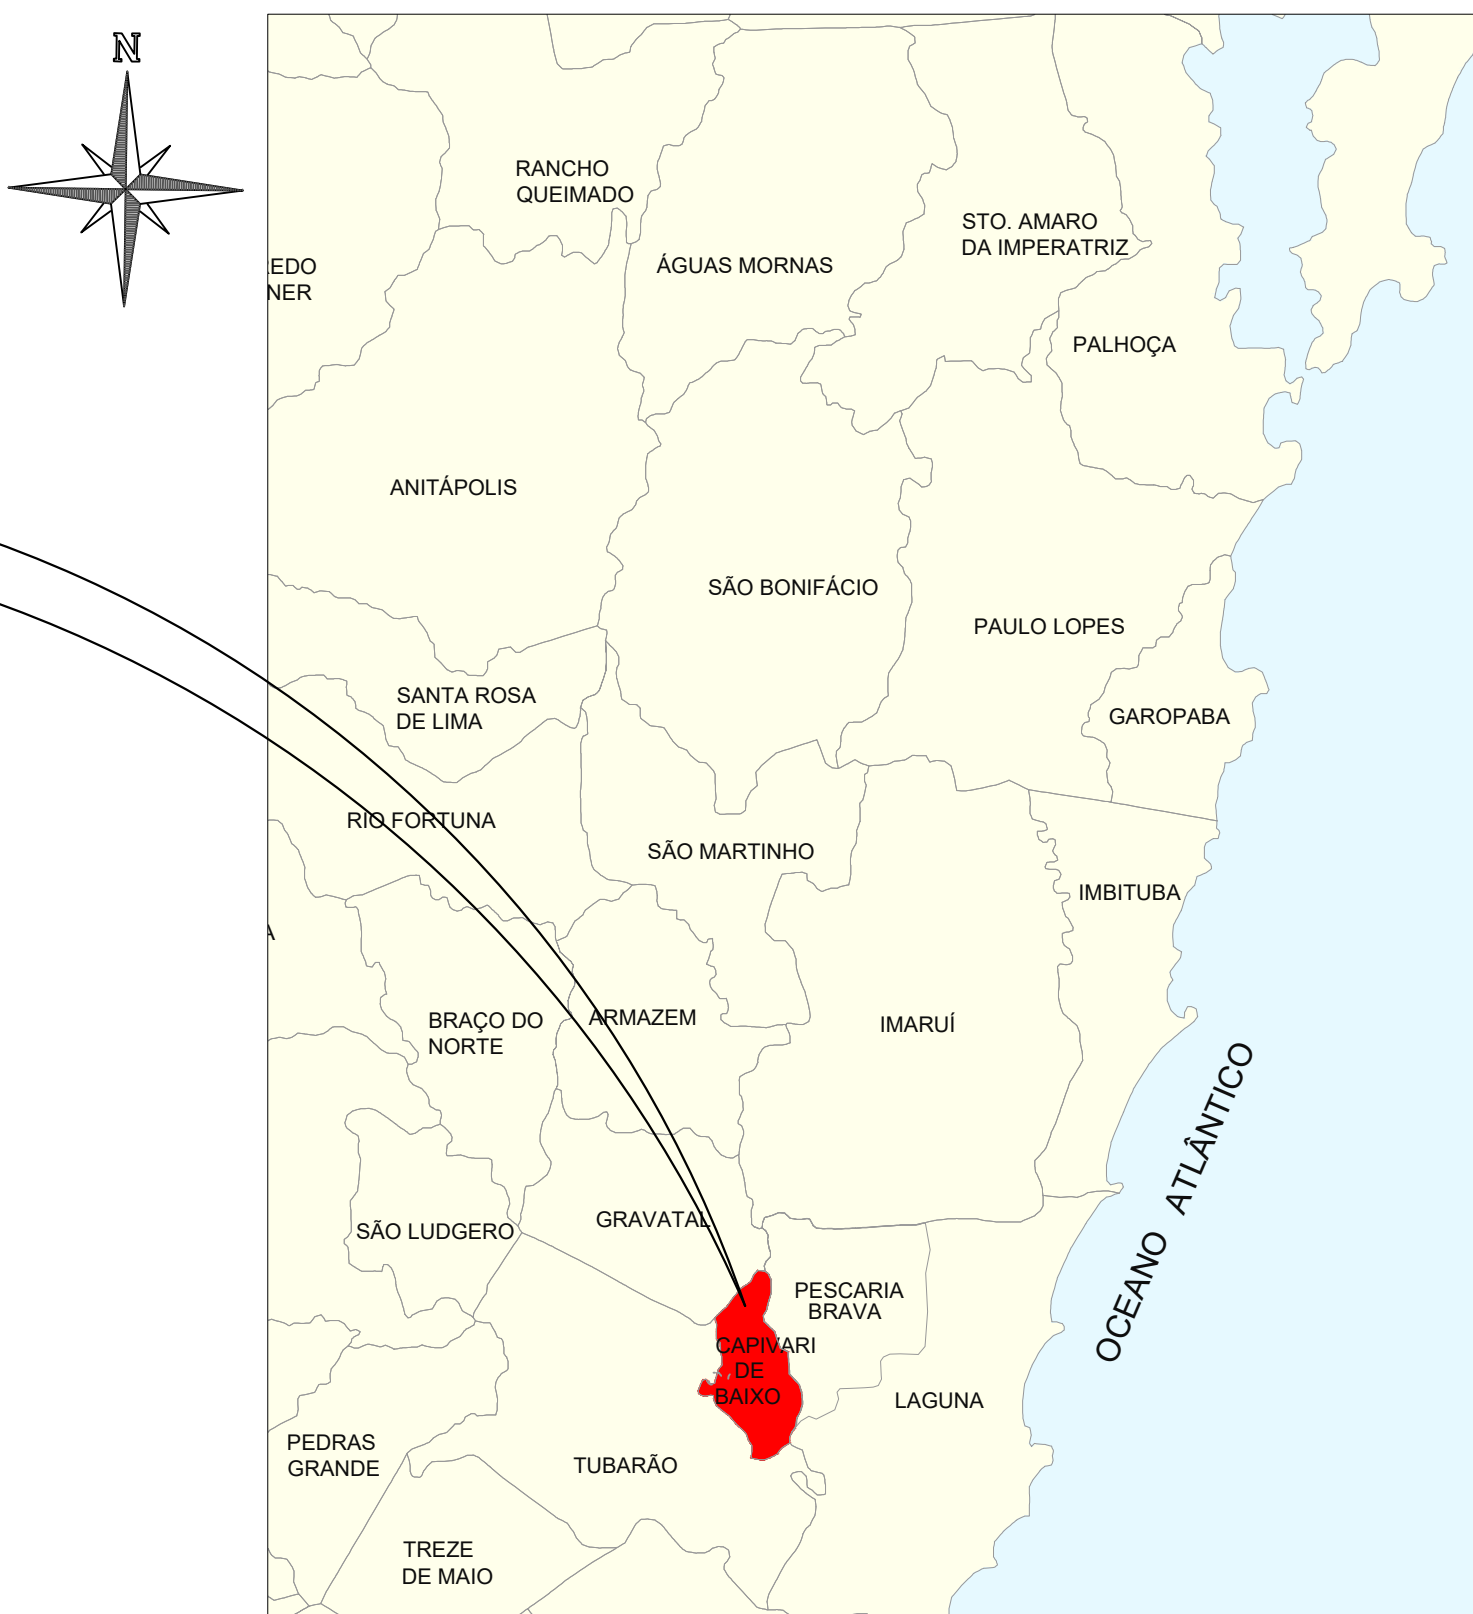 N
RANCHO
QUEIMADO
STO. AMARO
DA IMPERATRIZ
EDO
NER
ÁGUAS MORNAS
PALHOÇA
ANITÁPOLIS
SÃO BONIFÁCIO
PAULO LOPES
SANTA ROSA
DE LIMA
GAROPABA
RIO FORTUNA
SÃO MARTINHO
IMBITUBA
A
BRAÇO DO
NORTE
ARMAZEM
IMARUÍ
OCEANO ATLÂNTICO
GRAVATAL
SÃO LUDGERO
PESCARIA
BRAVA
CAPIVARI
DE
BAIXO
LAGUNA
PEDRAS
GRANDE
TUBARÃO
TREZE
DE MAIO